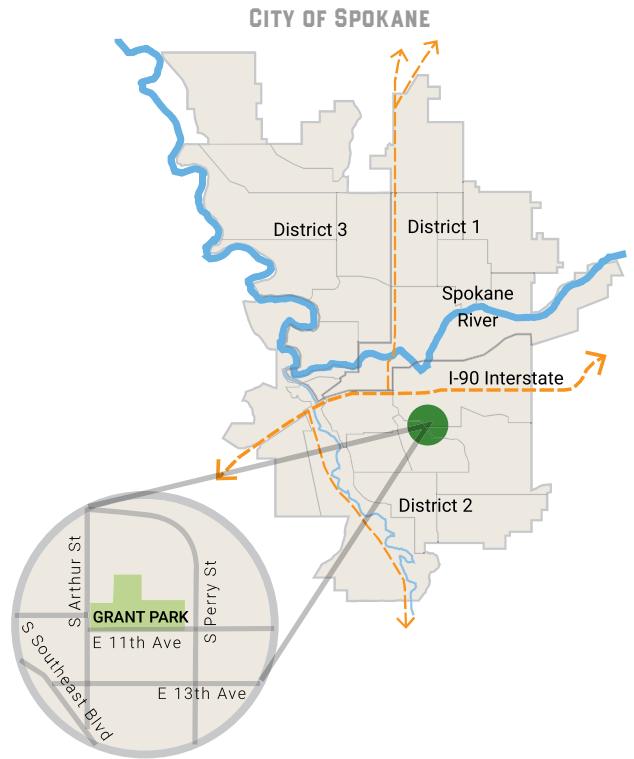 CITY OF SPOKANE
District 3
District 1
Spokane
River
I-90 Interstate
District 2
S Arthur St
S Perry St
GRANT PARK
E 11th Ave
S Southeast Blvd
E 13th Ave